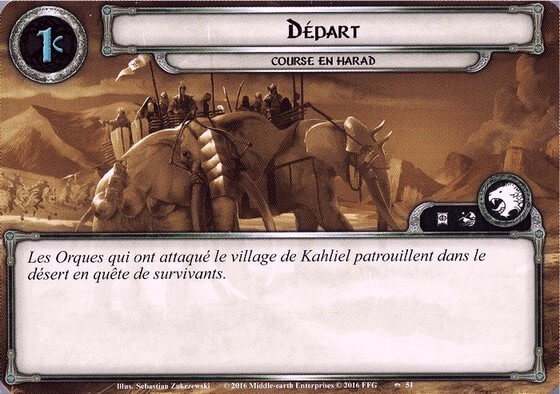 1C
DÉPART
COURSE EN HARAD
Les Orques qui ont attaqué le village de Kahliel patrouillent dans le
désert en quête de survivants.
Illus. Sebastian Zakrzewski © 2016 Middle-earth Enterprises © 2016 FFG 51